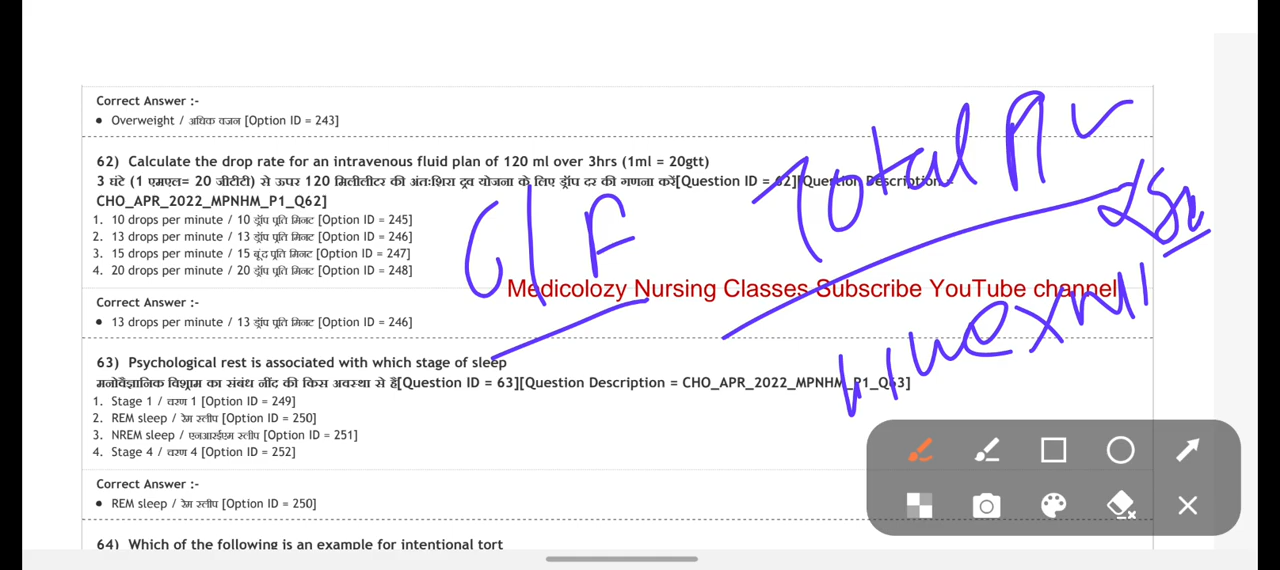 Correct Answer :-
• Overweight / अधिक वजन [Option ID = 243]
62) Calculate the drop rate for an intravenous fluid plan of 120 ml over 3hrs (1ml = 20gtt)
3 घंटे (1 एमएल= 20 जीटीटी) से ऊपर 120 मिलीलीटर की अंतःशिरा द्रव योजना के लिए ड्रॉप दर की गणना करें[Question ID = 62][Question Description =
CHO_APR_2022_MPNHM_P1_Q62]
1. 10 drops per minute / 10 ड्रॉप प्रति मिनट [Option ID = 245]
2. 13 drops per minute / 13 ड्रॉप प्रति मिनट [Option ID = 246]
3. 15 drops per minute / 15 बूंद प्रति मिनट [Option ID = 247]
4. 20 drops per minute / 20 ड्रॉप प्रति मिनट [Option ID = 248]
Total
Medicolozy Nursing Classes Subscribe YouTube channel
Correct Answer :-
• 13 drops per minute / 13 ड्रॉप प्रति मिनट [Option ID = 246]
63) Psychological rest is associated with which stage of sleep
मनोवैज्ञानिक विश्राम का संबंध नींद की किस अवस्था से है[Question ID = 63][Question Description = CHO_APR_2022_MPNHM_P1_Q63]
1. Stage 1 / चरण 1 [Option ID = 249]
2. REM sleep / रेम स्लीप [Option ID = 250]
3. NREM sleep / एनआरईएम स्लीप [Option ID = 251]
4. Stage 4 / चरण 4 [Option ID = 252]
Correct Answer :-
• REM sleep / रेम स्लीप [Option ID = 250]
64) Which of the following is an example for intentional tort